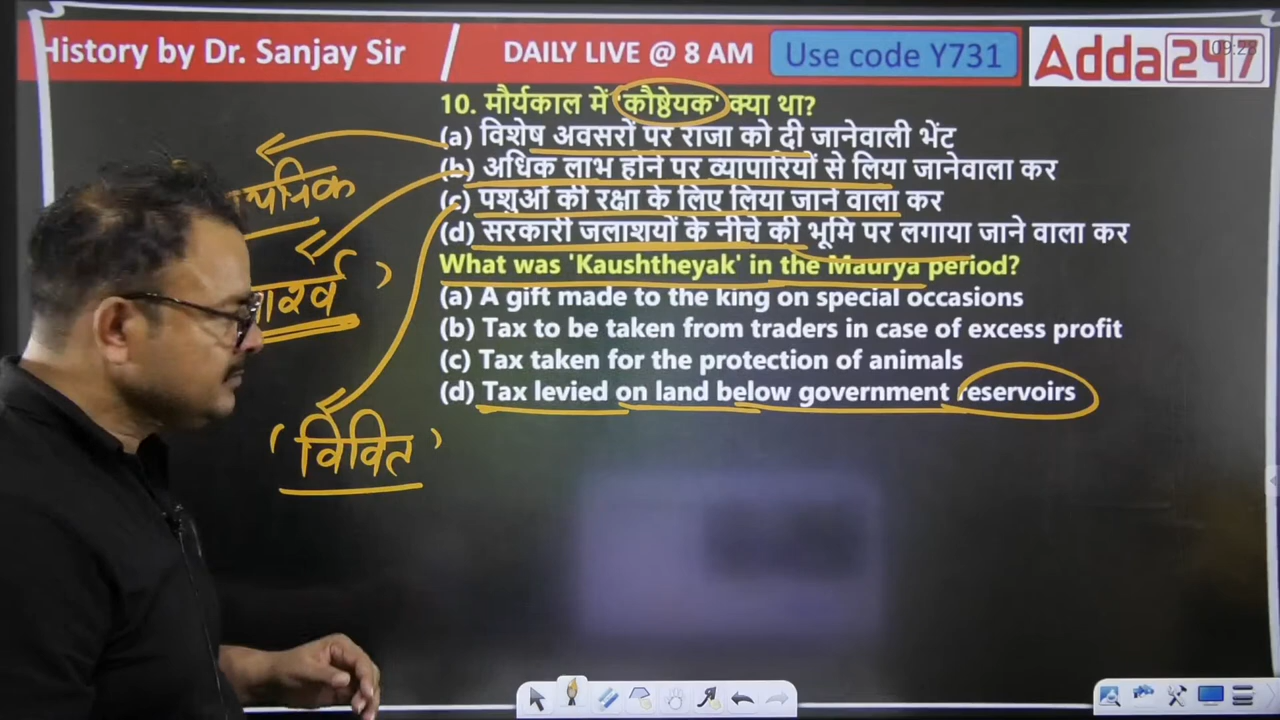 History by Dr. Sanjay Sir
DAILY LIVE @ 8 AM
Use code Y731
Adda247
10. मौर्यकाल में 'कौष्ठेयक' क्या था?
(a) विशेष अवसरों पर राजा को दी जानेवाली भेंट
(b) अधिक लाभ होने पर व्यापारियों से लिया जानेवाला कर
(c) पशुओं की रक्षा के लिए लिया जाने वाला कर
(d) सरकारी जलाशयों के नीचे की भूमि पर लगाया जाने वाला कर
What was 'Kaushtheyak' in the Maurya period?
(a) A gift made to the king on special occasions
(b) Tax to be taken from traders in case of excess profit
(c) Tax taken for the protection of animals
(d) Tax levied on land below government reservoirs
(विवित)